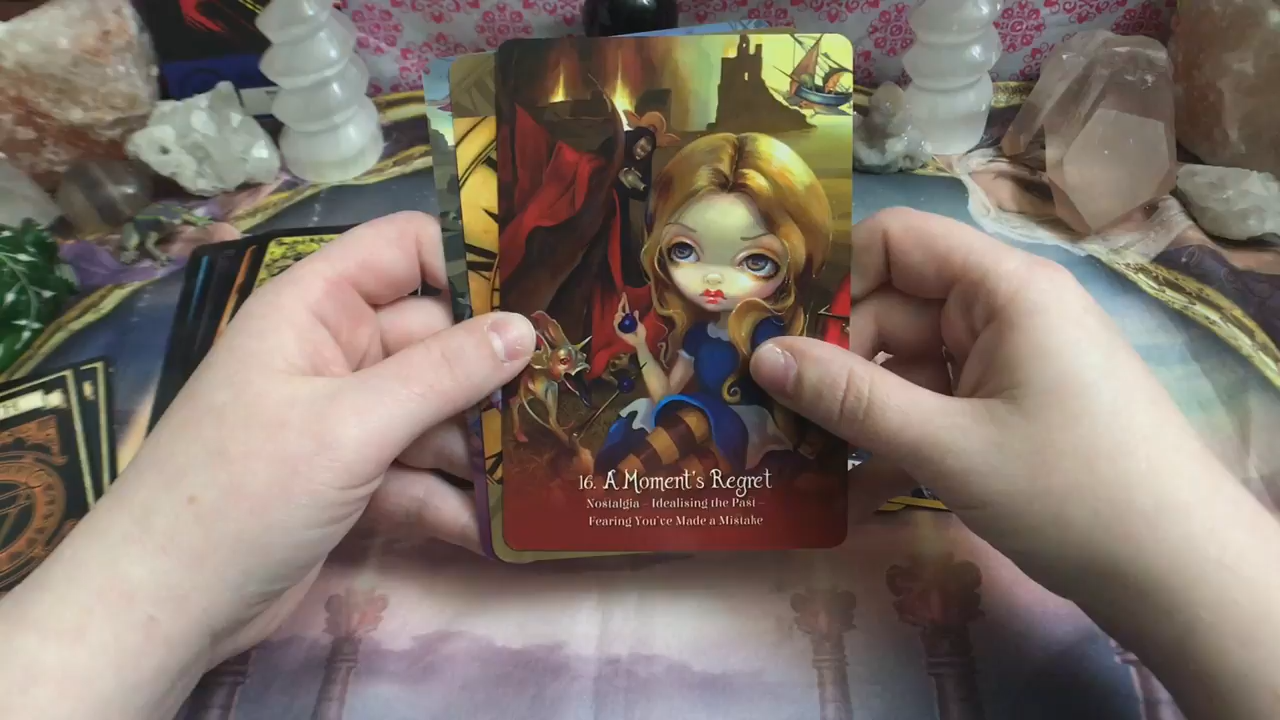 16. A Moment's Regret
Nostalgia – Idealising the Past –
Fearing You've Made a Mistake